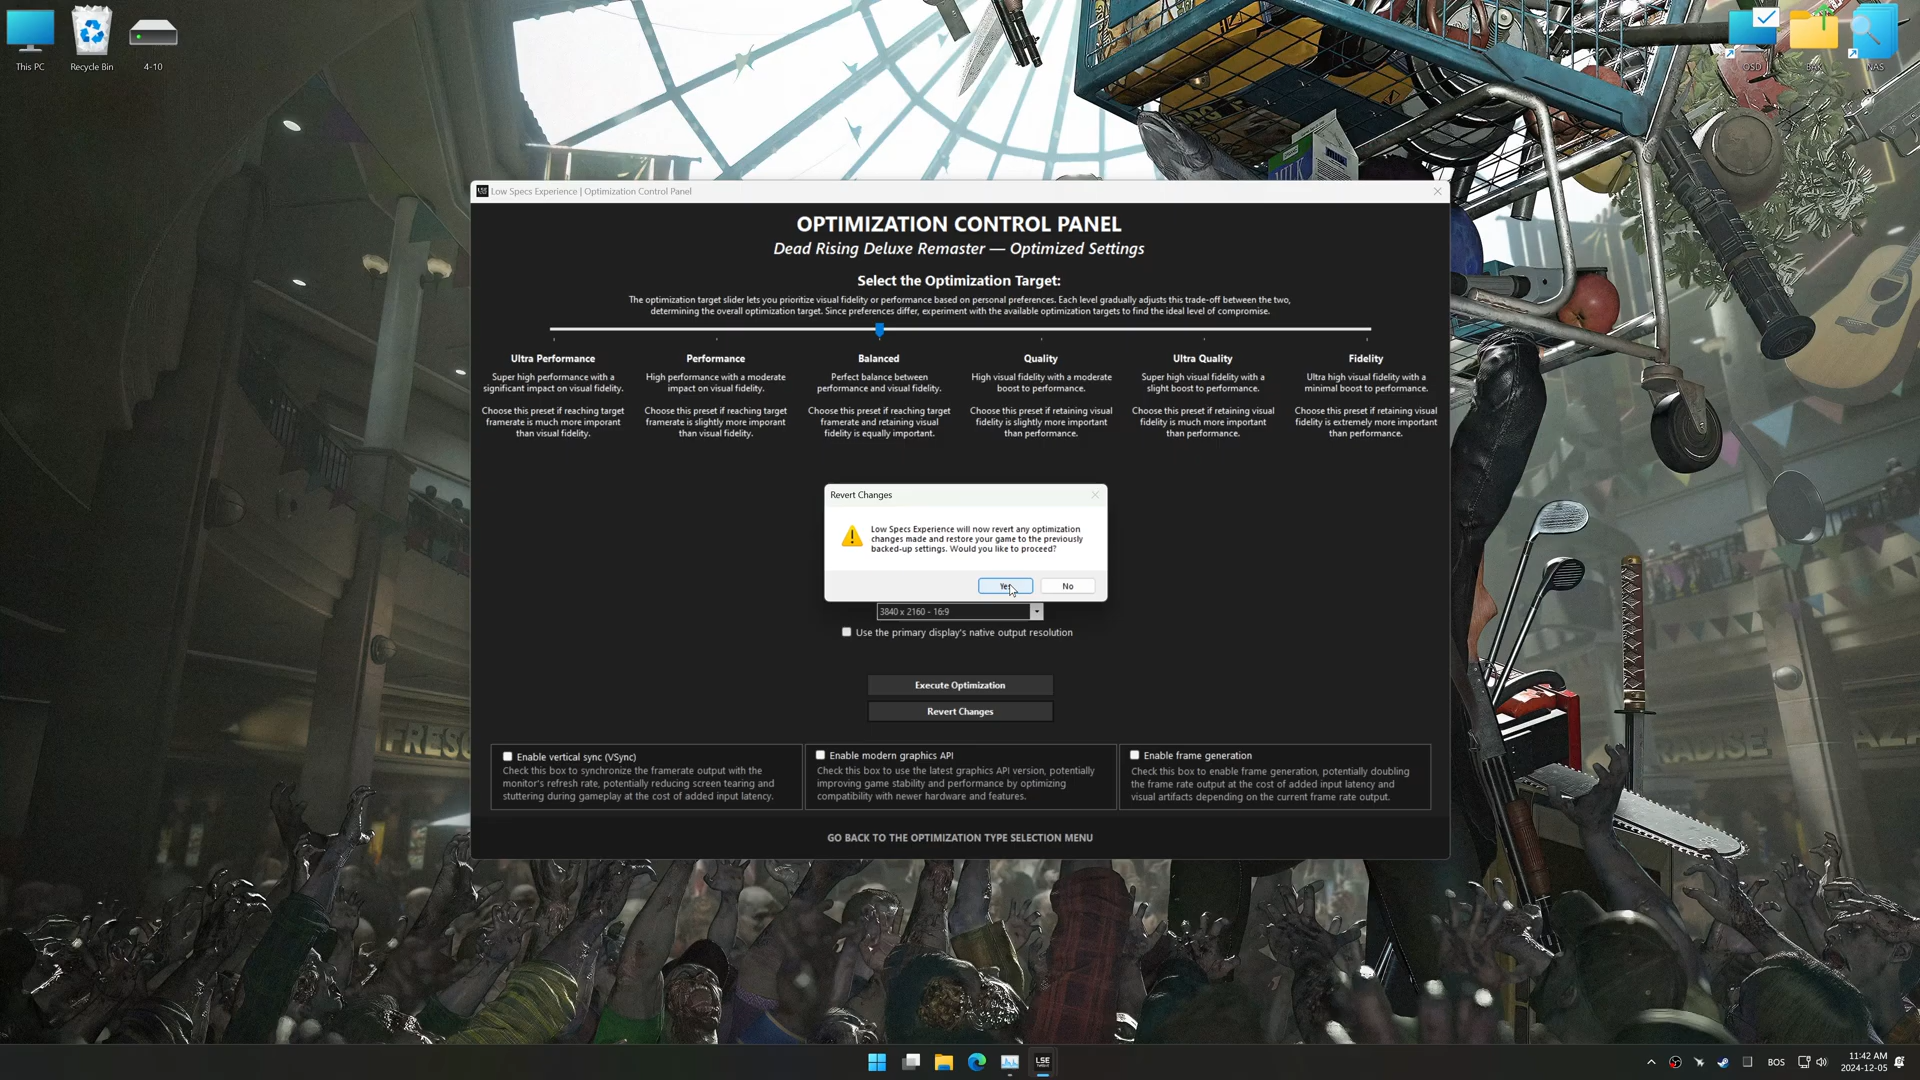 This PC
Recycle Bin
4-10
OSD
NAS
MILK
LSE
Low Specs Experience | Optimization Control Panel
OPTIMIZATION CONTROL PANEL
Dead Rising Deluxe Remaster — Optimized Settings
Select the Optimization Target:
The optimization target slider lets you prioritize visual fidelity or performance based on personal preferences. Each level gradually adjusts this trade-off between the two,
determining the overall optimization target. Since preferences differ, experiment with the available optimization targets to find the ideal level of compromise.
Ultra Performance
Super high performance with a
significant impact on visual fidelity.
Choose this preset if reaching target
framerate is much more imporant
than visual fidelity.
Performance
High performance with a moderate
impact on visual fidelity.
Choose this preset if reaching target
framerate is slightly more imporant
than visual fidelity.
Balanced
Perfect balance between
performance and visual fidelity.
Choose this preset if reaching target
framerate and retaining visual
fidelity is equally important.
Quality
High visual fidelity with a moderate
boost to performance.
Choose this preset if retaining visual
fidelity is slightly more important
than performance.
Ultra Quality
Super high visual fidelity with a
slight boost to performance.
Choose this preset if retaining visual
fidelity is much more important
than performance.
Fidelity
Ultra high visual fidelity with a
minimal boost to performance.
Choose this preset if retaining visual
fidelity is extremely more important
than performance.
Revert Changes
Low Specs Experience will now revert any optimization
changes made and restore your game to the previously
backed-up settings. Would you like to proceed?
Yes
No
3840 x 2160 - 16:9
Use the primary display's native output resolution
Execute Optimization
Revert Changes
Enable vertical sync (VSync)
Check this box to synchronize the framerate output with the
monitor's refresh rate, potentially reducing screen tearing and
stuttering during gameplay at the cost of added input latency.
Enable modern graphics API
Check this box to use the latest graphics API version, potentially
improving game stability and performance by optimizing
compatibility with newer hardware and features.
Enable frame generation
Check this box to enable frame generation, potentially doubling
the frame rate output at the cost of added input latency and
visual artifacts depending on the current frame rate output.
GO BACK TO THE OPTIMIZATION TYPE SELECTION MENU
LSE
BOS
11:42 AM
2024-12-05